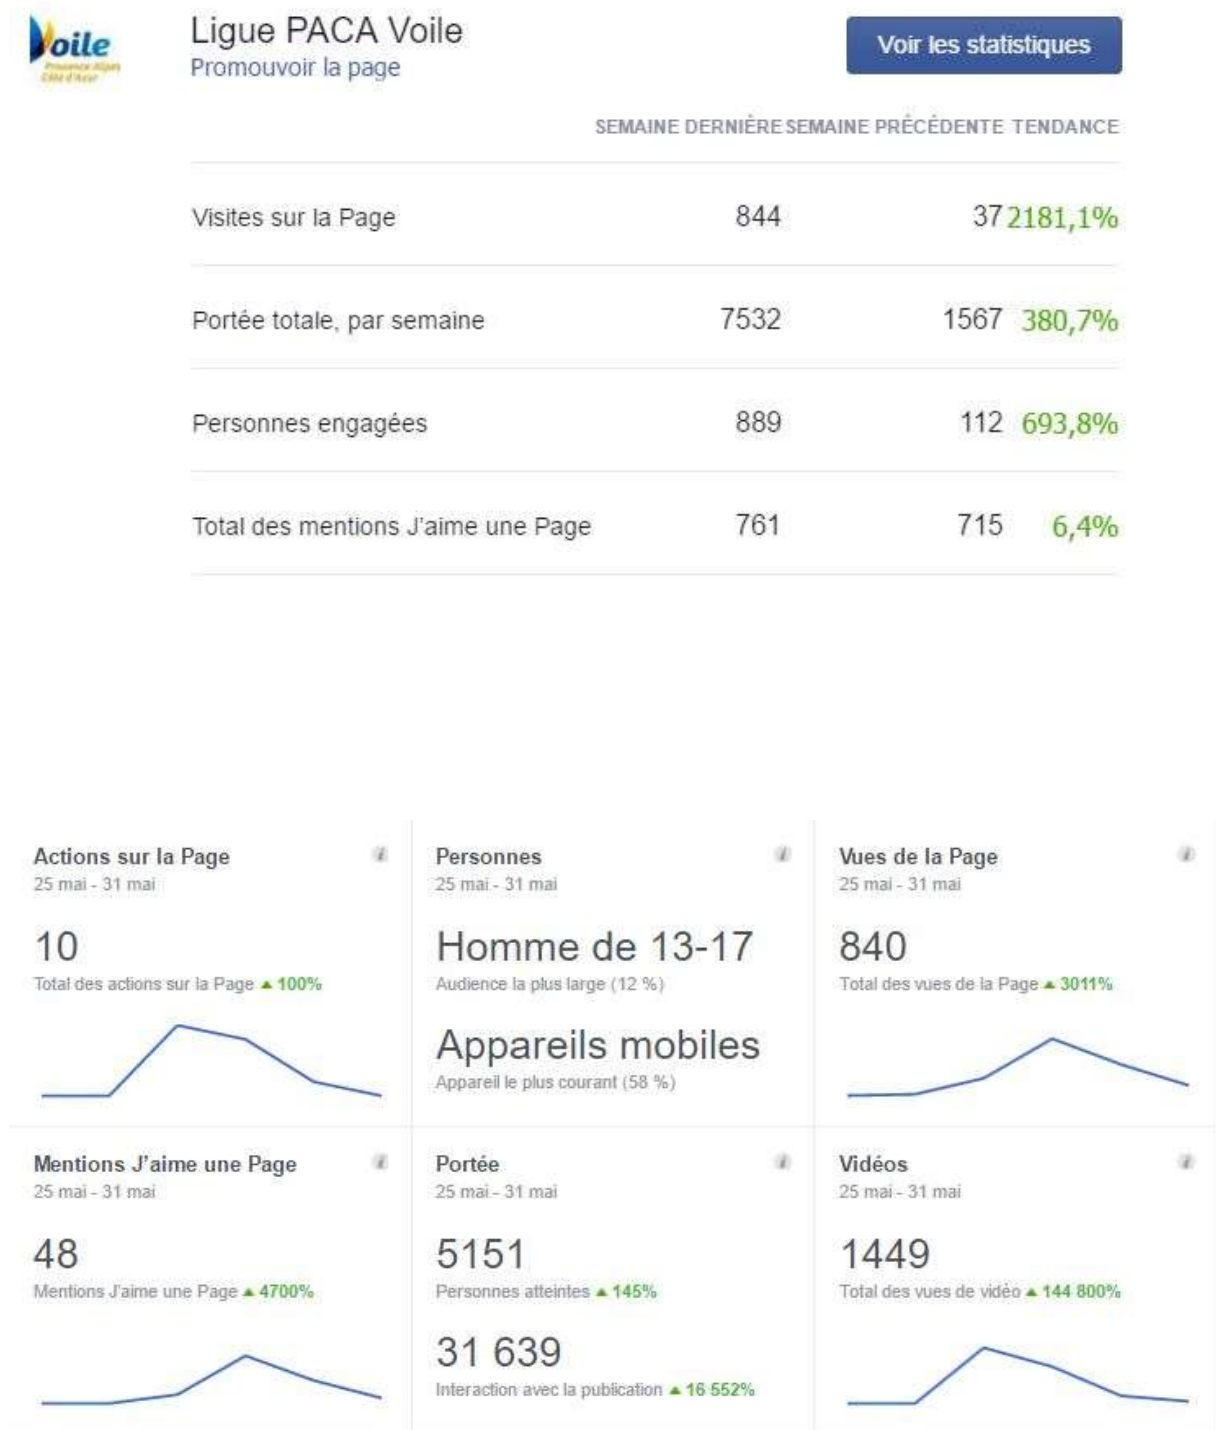 Voile
Provence Alpes
Côte d'Azur
Ligue PACA Voile
Promouvoir la page
Voir les statistiques
SEMAINE DERNIÈRE SEMAINE PRÉCÉDENTE TENDANCE
Visites sur la Page 844 37 2181,1%
Portée totale, par semaine 7532 1567 380,7%
Personnes engagées 889 112 693,8%
Total des mentions J'aime une Page 761 715 6,4%
Actions sur la Page
25 mai - 31 mai
10
Total des actions sur la Page ▲ 100%
Personnes
25 mai - 31 mai
Homme de 13-17
Audience la plus large (12 %)
Appareils mobiles
Appareil le plus courant (58 %)
Vues de la Page
25 mai - 31 mai
840
Total des vues de la Page ▲ 3011%
Mentions J'aime une Page
25 mai - 31 mai
48
Mentions J'aime une Page ▲ 4700%
Portée
25 mai - 31 mai
5151
Personnes atteintes ▲ 145%
31 639
Interaction avec la publication ▲ 16 552%
Vidéos
25 mai - 31 mai
1449
Total des vues de vidéo ▲ 144 800%